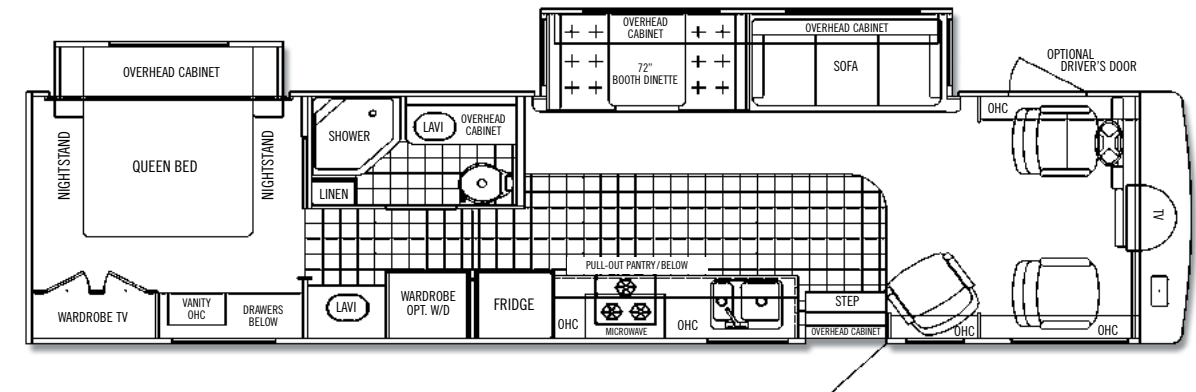 OVERHEAD CABINET
OVERHEAD
CABINET
72"
BOOTH DINETTE
OVERHEAD CABINET
SOFA
OPTIONAL
DRIVER'S DOOR
NIGHTSTAND
QUEEN BED
NIGHTSTAND
SHOWER
LAVI
OVERHEAD
CABINET
LINEN
OHC
TV
PULL-OUT PANTRY/BELOW
WARDROBE TV
VANITY
OHC
DRAWERS
BELOW
LAVI
WARDROBE
OPT. W/D
FRIDGE
OHC
MICROWAVE
OHC
STEP
OVERHEAD CABINET
OHC
OHC